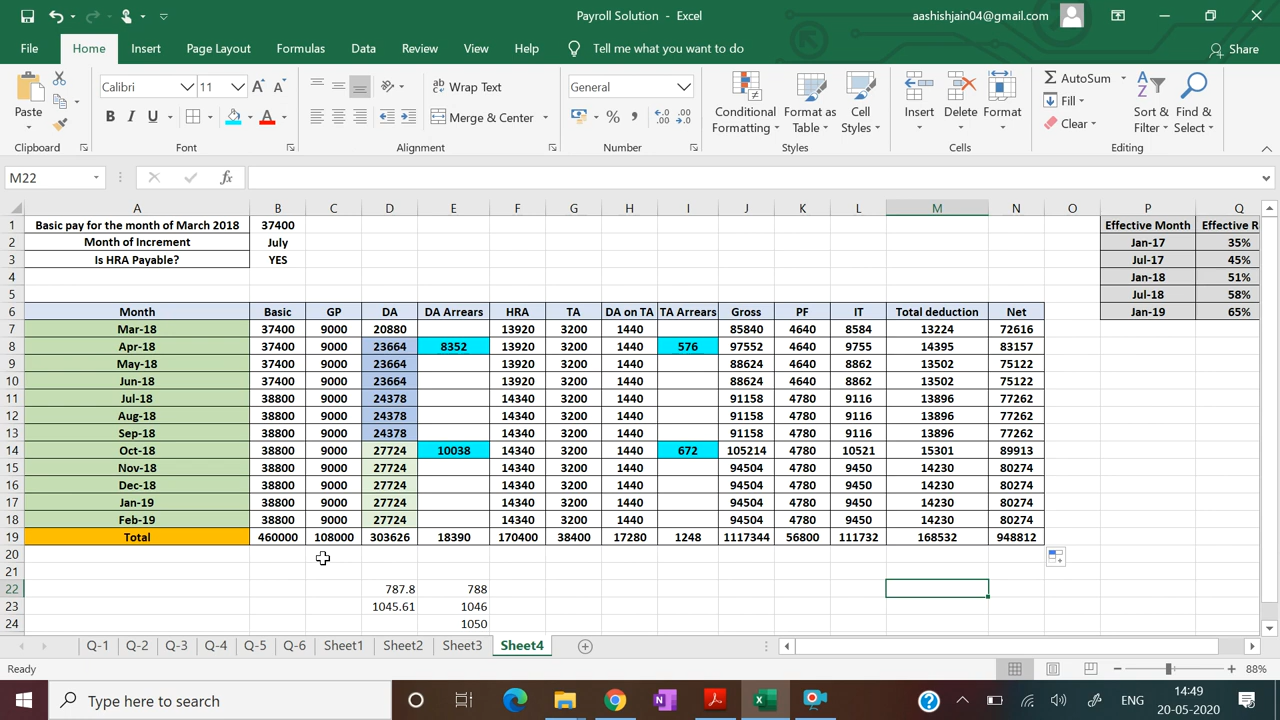 Payroll Solution - Excel
aashishjain04@gmail.com
File Home Insert Page Layout Formulas Data Review View Help Tell me what you want to do Share
Paste
Clipboard
Calibri 11
B I U
Font
Wrap Text
Merge & Center
Alignment
General
Number
Conditional Formatting
Format as Table
Cell Styles
Styles
Insert Delete Format
Cells
AutoSum
Fill
Clear
Sort & Filter
Find & Select
Editing
M22 fx
A B C D E F G H I J K L M N O P Q
1 Basic pay for the month of March 2018 37400 Effective Month Effective R
2 Month of Increment July Jan-17 35%
3 Is HRA Payable? YES Jul-17 45%
4 Jan-18 51%
5 Jul-18 58%
6 Month Basic GP DA DA Arrears HRA TA DA on TA TA Arrears Gross PF IT Total deduction Net Jan-19 65%
7 Mar-18 37400 9000 20880 13920 3200 1440 85840 4640 8584 13224 72616
8 Apr-18 37400 9000 23664 8352 13920 3200 1440 576 97552 4640 9755 14395 83157
9 May-18 37400 9000 23664 13920 3200 1440 88624 4640 8862 13502 75122
10 Jun-18 37400 9000 23664 13920 3200 1440 88624 4640 8862 13502 75122
11 Jul-18 38800 9000 24378 14340 3200 1440 91158 4780 9116 13896 77262
12 Aug-18 38800 9000 24378 14340 3200 1440 91158 4780 9116 13896 77262
13 Sep-18 38800 9000 24378 14340 3200 1440 91158 4780 9116 13896 77262
14 Oct-18 38800 9000 27724 10038 14340 3200 1440 672 105214 4780 10521 15301 89913
15 Nov-18 38800 9000 27724 14340 3200 1440 94504 4780 9450 14230 80274
16 Dec-18 38800 9000 27724 14340 3200 1440 94504 4780 9450 14230 80274
17 Jan-19 38800 9000 27724 14340 3200 1440 94504 4780 9450 14230 80274
18 Feb-19 38800 9000 27724 14340 3200 1440 94504 4780 9450 14230 80274
19 Total 460000 108000 303626 18390 170400 38400 17280 1248 1117344 56800 111732 168532 948812
20
21
22 787.8 788
23 1045.61 1046
24 1050
Q-1 Q-2 Q-3 Q-4 Q-5 Q-6 Sheet1 Sheet2 Sheet3 Sheet4
Ready 88%
Type here to search
ENG
14:49
20-05-2020